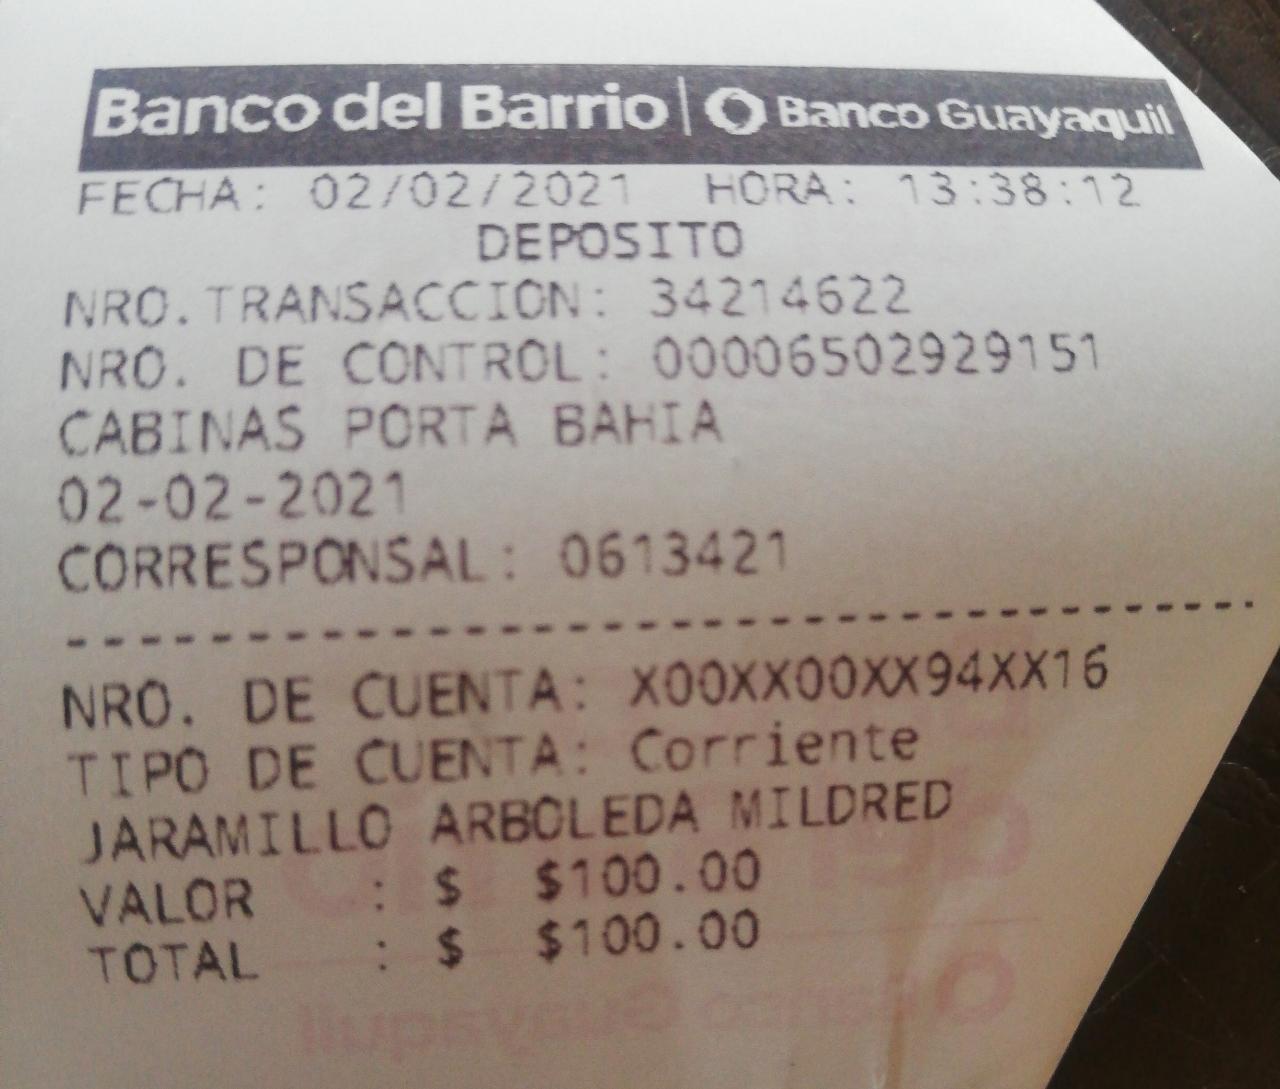 Banco del Barrio | Banco Guayaquil
FECHA: 02/02/2021 HORA: 13:38:12
DEPOSITO
NRO.TRANSACCION: 34214622
NRO. DE CONTROL: 00006502929151
CABINAS PORTA BAHIA
02-02-2021
CORRESPONSAL: 0613421
--------------------------------
NRO. DE CUENTA: X00XX00XX94XX16
TIPO DE CUENTA: Corriente
JARAMILLO ARBOLEDA MILDRED
VALOR : $ $100.00
TOTAL : $ $100.00